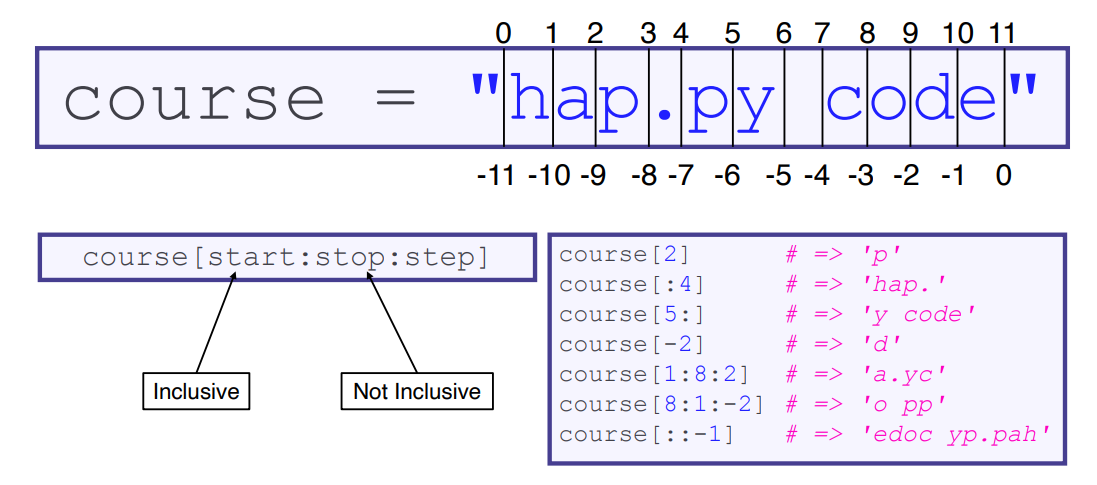 0 1 2 3 4 5 6 7 8 9 10 11
course = "hap.py code"
-11 -10 -9 -8 -7 -6 -5 -4 -3 -2 -1 0
course[start:stop:step]
Inclusive
Not Inclusive
course[2] # => 'p'
course[:4] # => 'hap.'
course[5:] # => 'y code'
course[-2] # => 'd'
course[1:8:2] # => 'a.yc'
course[8:1:-2] # => 'o pp'
course[::-1] # => 'edoc yp.pah'